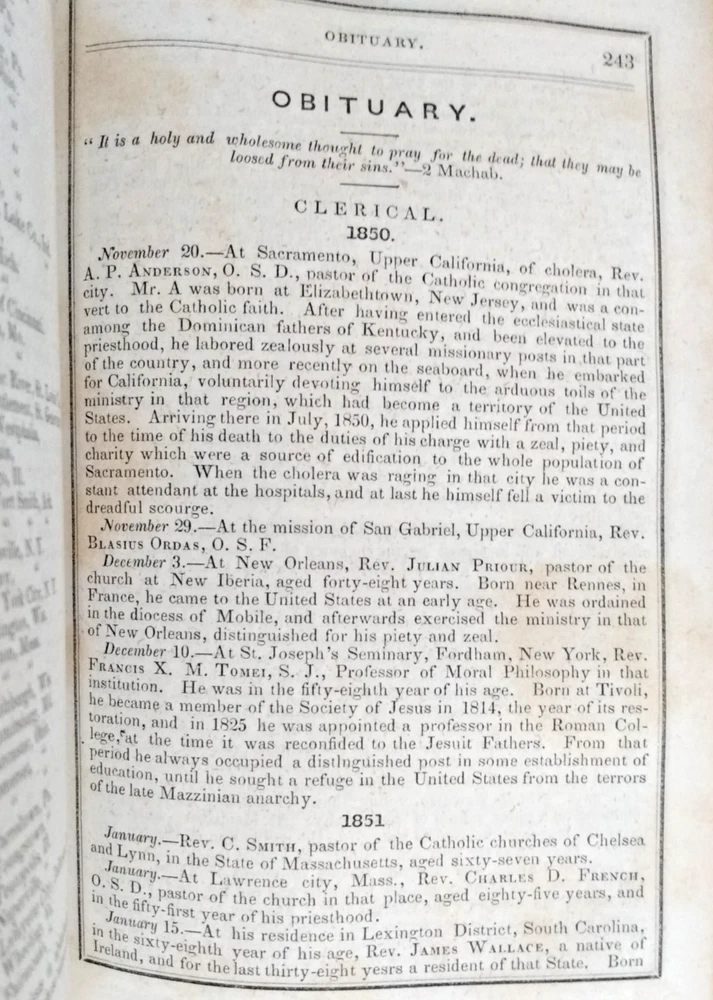 OBITUARY.
243
OBITUARY.
"It is a holy and wholesome thought to pray for the dead; that they may be
loosed from their sins."—2 Machab.
CLERICAL.
1850.
November 20.—At Sacramento, Upper California, of cholera, Rev.
A. P. ANDERSON, O. S. D., pastor of the Catholic congregation in that
city. Mr. A was born at Elizabethtown, New Jersey, and was a con-
vert to the Catholic faith. After having entered the ecclesiastical state
among the Dominican fathers of Kentucky, and been elevated to the
priesthood, he labored zealously at several missionary posts in that part
of the country, and more recently on the seaboard, when he embarked
for California, voluntarily devoting himself to the arduous toils of the
ministry in that region, which had become a territory of the United
States. Arriving there in July, 1850, he applied himself from that period
to the time of his death to the duties of his charge with a zeal, piety, and
charity which were a source of edification to the whole population of
Sacramento. When the cholera was raging in that city he was a con-
stant attendant at the hospitals, and at last he himself fell a victim to the
dreadful scourge.
November 29.—At the mission of San Gabriel, Upper California, Rev.
BLASIUS ORDAS, O. S. F.
December 3.—At New Orleans, Rev. JULIAN PRIOUR, pastor of the
church at New Iberia, aged forty-eight years. Born near Rennes, in
France, he came to the United States at an early age. He was ordained
in the diocess of Mobile, and afterwards exercised the ministry in that
of New Orleans, distinguished for his piety and zeal.
December 10.—At St. Joseph's Seminary, Fordham, New York, Rev.
FRANCIS X. M. TOMEI, S. J., Professor of Moral Philosophy in that
institution. He was in the fifty-eighth year of his age. Born at Tivoli,
he became a member of the Society of Jesus in 1814, the year of its res-
toration, and in 1825 he was appointed a professor in the Roman Col-
lege, at the time it was reconfided to the Jesuit Fathers. From that
period he always occupied a distinguished post in some establishment of
education, until he sought a refuge in the United States from the terrors
of the late Mazzinian anarchy.
1851
January.—Rev. C. SMITH, pastor of the Catholic churches of Chelsea
and Lynn, in the State of Massachusetts, aged sixty-seven years.
January.—At Lawrence city, Mass., Rev. CHARLES D. FRENCH,
O. S. D., pastor of the church in that place, aged eighty-five years, and
in the fifty-first year of his priesthood.
January 15.—At his residence in Lexington District, South Carolina,
in the sixty-eighth year of his age, Rev. JAMES WALLACE, a native of
Ireland, and for the last thirty-eight yesrs a resident of that State. Born